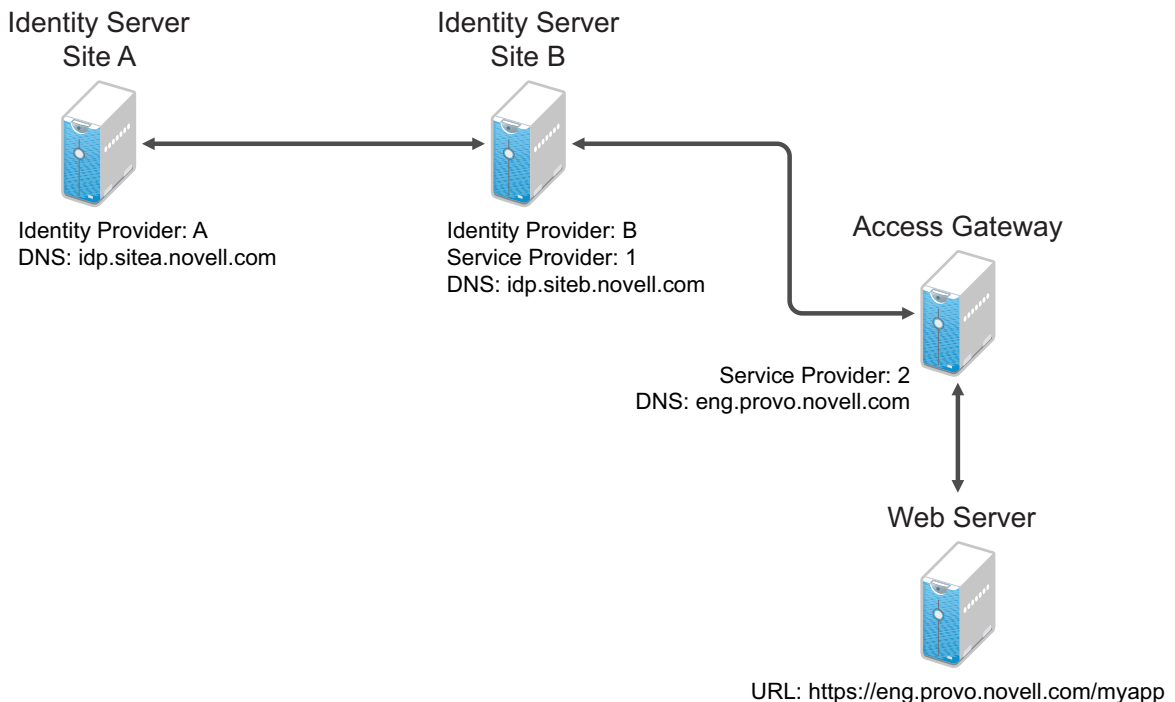 Identity Server
Site A
Identity Server
Site B
Identity Provider: A
DNS: idp.sitea.novell.com
Identity Provider: B
Service Provider: 1
DNS: idp.siteb.novell.com
Access Gateway
Service Provider: 2
DNS: eng.provo.novell.com
Web Server
URL: https://eng.provo.novell.com/myapp